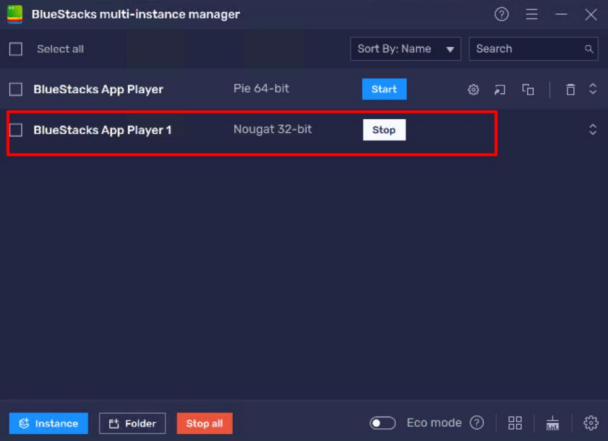 BlueStacks multi-instance manager
Select all
Sort By: Name
Search
BlueStacks App Player Pie 64-bit Start
BlueStacks App Player 1 Nougat 32-bit Stop
Instance Folder Stop all Eco mode